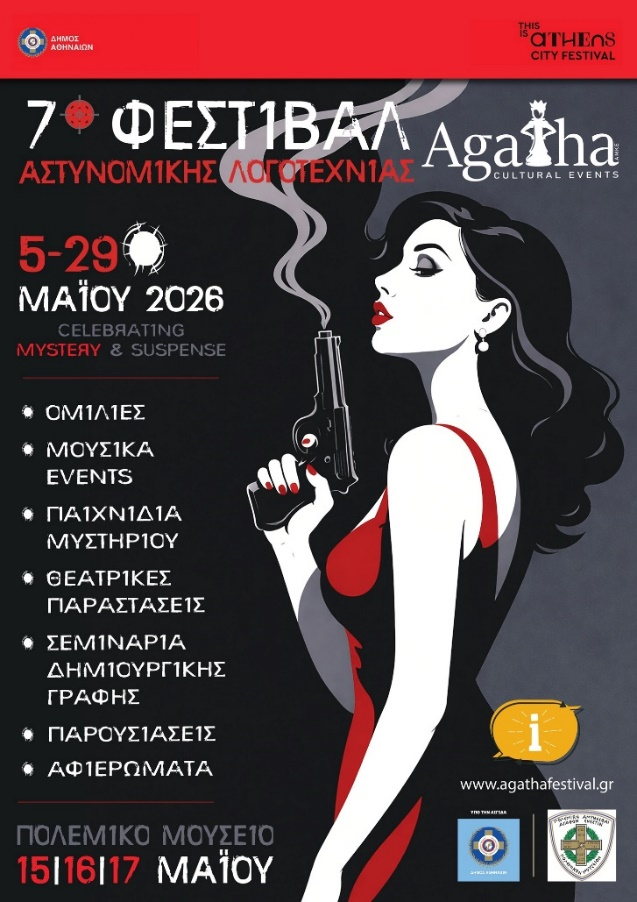 ΔΗΜΟΣ
ΑΘΗΝΑΙΩΝ
THIS
IS ATHENS
CITY FESTIVAL
7ο ΦΕΣΤΙΒΑΛ
ΑΣΤΥΝΟΜΙΚΗΣ ΛΟΓΟΤΕΧΝΙΑΣ
Agatha
CULTURAL EVENTS
5-29
ΜΑΪΟΥ 2026
CELEBRATING
MYSTERY & SUSPENSE
ΟΜΙΛΙΕΣ
ΜΟΥΣΙΚΑ
EVENTS
ΠΑΙΧΝΙΔΙΑ
ΜΥΣΤΗΡΙΟΥ
ΘΕΑΤΡΙΚΕΣ
ΠΑΡΑΣΤΑΣΕΙΣ
ΣΕΜΙΝΑΡΙΑ
ΔΗΜΙΟΥΡΓΙΚΗΣ
ΓΡΑΦΗΣ
ΠΑΡΟΥΣΙΑΣΕΙΣ
ΑΦΙΕΡΩΜΑΤΑ
i
www.agathafestival.gr
ΠΟΛΕΜΙΚΟ ΜΟΥΣΕΙΟ
15|16|17 ΜΑΪΟΥ
ΥΠΟ ΤΗΝ ΑΙΓΙΔΑ
ΔΗΜΟΣ ΑΘΗΝΑΙΩΝ